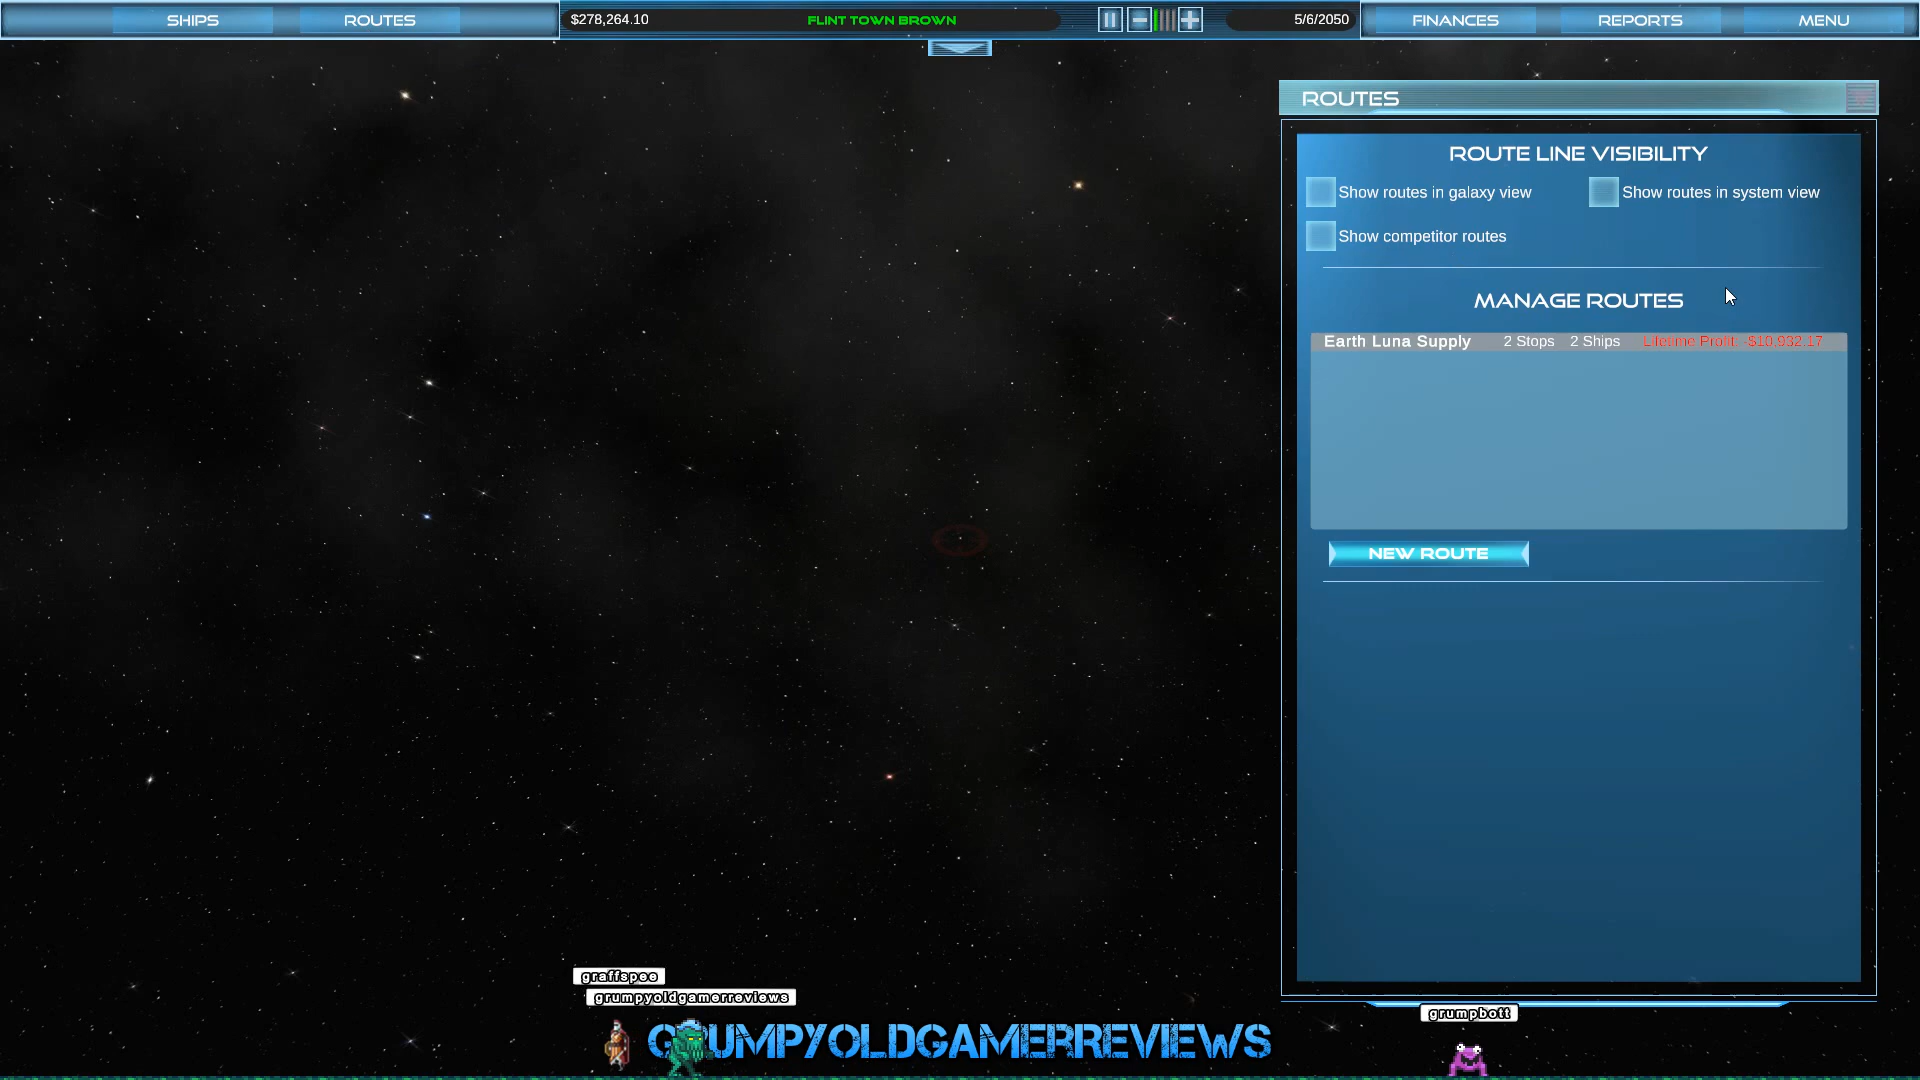 SHIPS
ROUTES
$278,264.10
FLINT TOWN BROWN
5/6/2050
FINANCES
REPORTS
MENU
ROUTES
ROUTE LINE VISIBILITY
Show routes in galaxy view
Show routes in system view
Show competitor routes
MANAGE ROUTES
Earth Luna Supply 2 Stops 2 Ships Lifetime Profit: -$10,932.17
NEW ROUTE
graffspee
grumpyoldgamerreviews
grumpbott
GRUMPYOLDGAMERREVIEWS